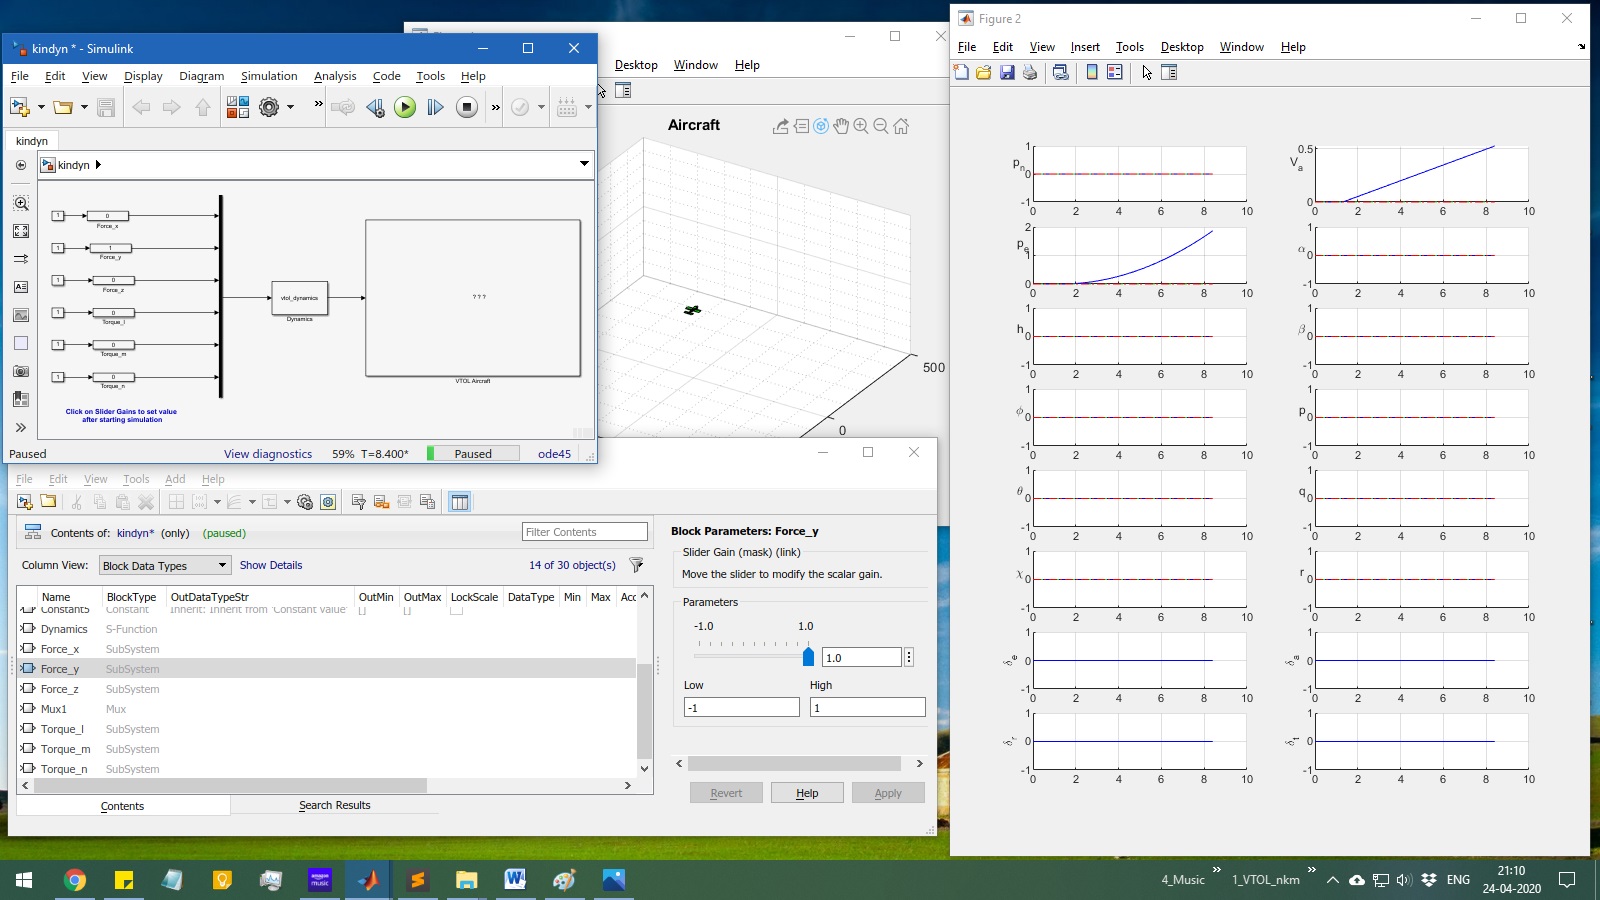 kindyn * - Simulink
File Edit View Display Diagram Simulation Analysis Code Tools Help
kindyn
kindyn
1 0
Force_x
1 1
Force_y
1 0
Force_z
1 0
Torque_l
1 0
Torque_m
1 0
Torque_n
vtol_dynamics
Dynamics
? ? ?
VTOL Aircraft
Click on Slider Gains to set value
after starting simulation
Paused View diagnostics 59% T=8.400* Paused ode45
Desktop Window Help
Aircraft
500
0
File Edit View Tools Add Help
Contents of: kindyn* (only) (paused) Filter Contents
Column View: Block Data Types Show Details 14 of 30 object(s)
Name BlockType OutDataTypeStr OutMin OutMax LockScale DataType Min Max Acc
Constant5 Constant Inherit: Inherit from 'Constant value' [] []
Dynamics S-Function
Force_x SubSystem
Force_y SubSystem
Force_z SubSystem
Mux1 Mux
Torque_l SubSystem
Torque_m SubSystem
Torque_n SubSystem
Contents Search Results
Block Parameters: Force_y
Slider Gain (mask) (link)
Move the slider to modify the scalar gain.
Parameters
-1.0 1.0
1.0
Low High
-1 1
Revert Help Apply
Figure 2
File Edit View Insert Tools Desktop Window Help
1 0.5
pn 0 Va
-1 0
0 2 4 6 8 10 0 2 4 6 8 10
2 1
pe 1 α 0
0 -1
0 2 4 6 8 10 0 2 4 6 8 10
1 1
h 0 β 0
-1 -1
0 2 4 6 8 10 0 2 4 6 8 10
1 1
ϕ 0 p 0
-1 -1
0 2 4 6 8 10 0 2 4 6 8 10
1 1
θ 0 q 0
-1 -1
0 2 4 6 8 10 0 2 4 6 8 10
1 1
χ 0 r 0
-1 -1
0 2 4 6 8 10 0 2 4 6 8 10
1 1
δe 0 δa 0
-1 -1
0 2 4 6 8 10 0 2 4 6 8 10
1 1
δr 0 δt 0
-1 -1
0 2 4 6 8 10 0 2 4 6 8 10
amazon music
4_Music 1_VTOL_nkm ENG 21:10
24-04-2020